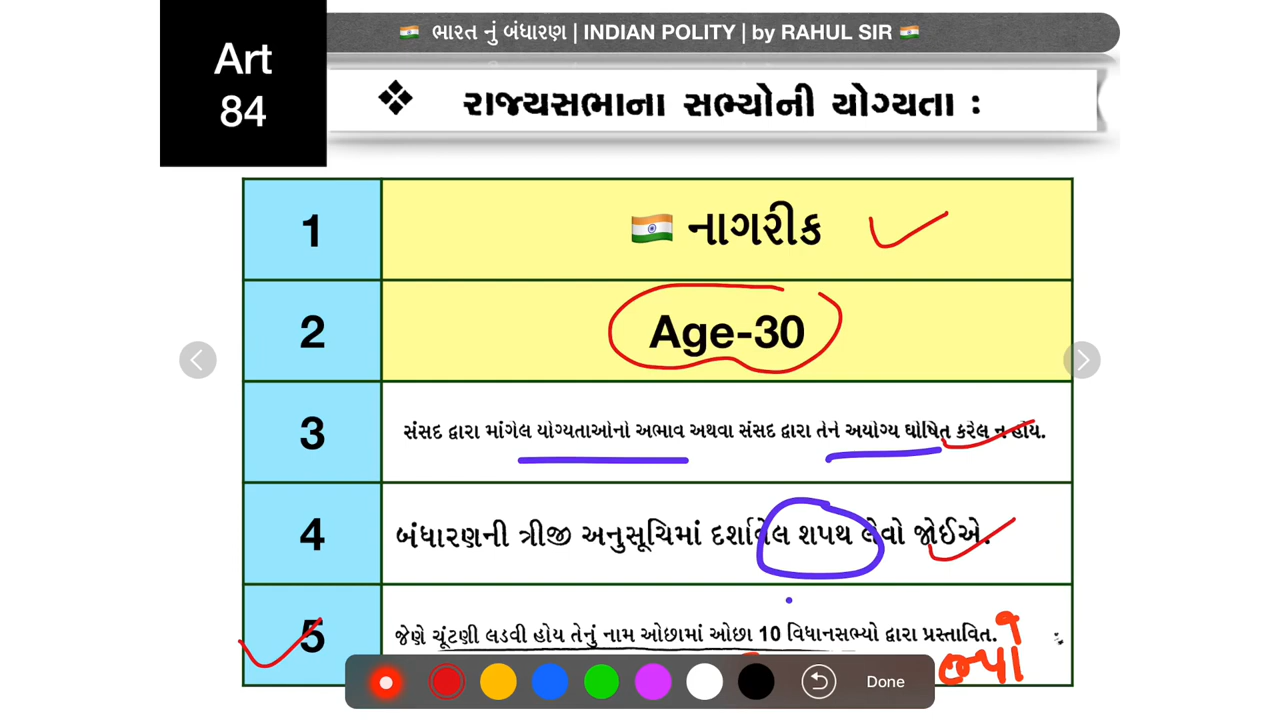 🇮🇳 ભારત નું બંધારણ | INDIAN POLITY | by RAHUL SIR 🇮🇳
Art
84
❖ રાજ્યસભાના સભ્યોની યોગ્યતા :
1
🇮🇳 નાગરીક
2
Age-30
3
સંસદ દ્વારા માંગેલ યોગ્યતાઓનો અભાવ અથવા સંસદ દ્વારા તેને અયોગ્ય ઘોષિત કરેલ ન હોય.
4
બંધારણની ત્રીજી અનુસૂચિમાં દર્શાવેલ શપથ લેવો જોઈએ.
5
જેણે ચૂંટણી લડવી હોય તેનું નામ ઓછામાં ઓછા 10 વિધાનસભ્યો દ્વારા પ્રસ્તાવિત.
Done